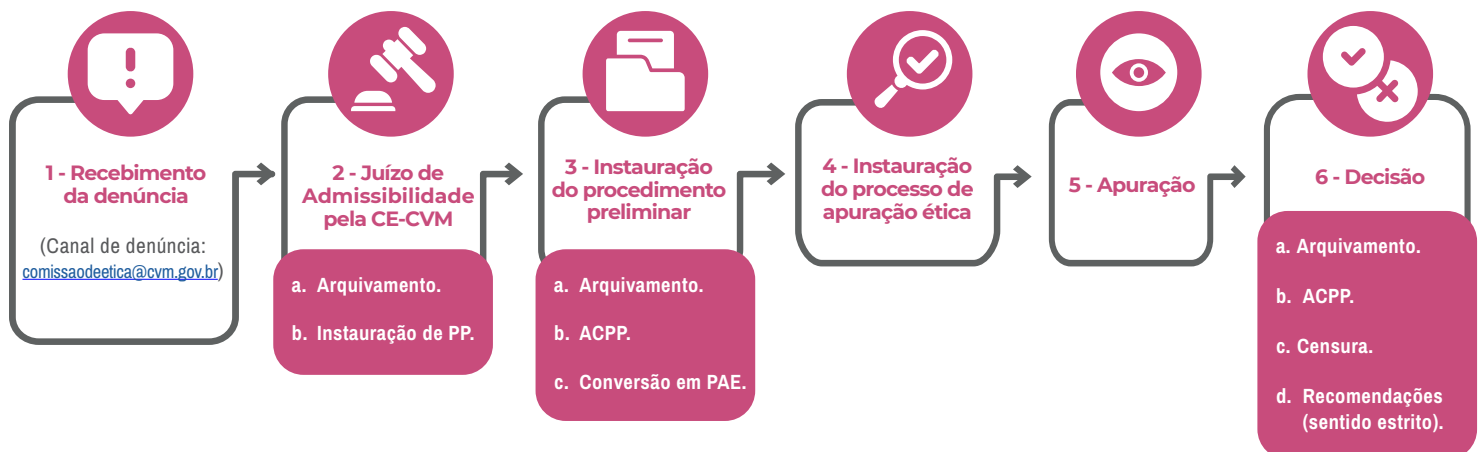 1 - Recebimento
da denúncia
(Canal de denúncia:
comissaodeetica@cvm.gov.br)
2 - Juízo de
Admissibilidade
pela CE-CVM
a. Arquivamento.
b. Instauração de PP.
3 - Instauração
do procedimento
preliminar
a. Arquivamento.
b. ACPP.
c. Conversão em PAE.
4 - Instauração
do processo de
apuração ética
5 - Apuração
6 - Decisão
a. Arquivamento.
b. ACPP.
c. Censura.
d. Recomendações
(sentido estrito).